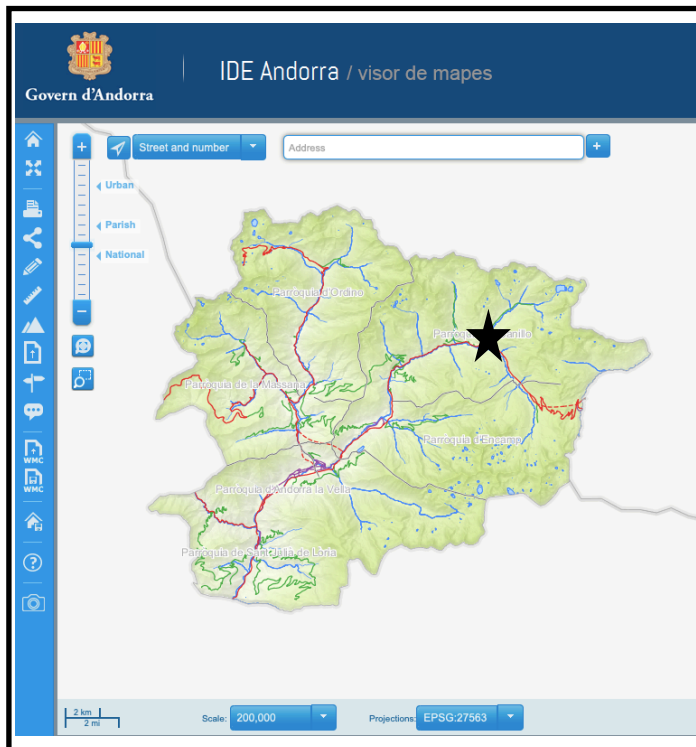 Govern d'Andorra
IDE Andorra / visor de mapes
Street and number
Address
+
+
Urban
Parish
National
−
Parròquia d'Ordino
Parròquia de la Massana
Parròquia d'Encamp
Parròquia d'Andorra la Vella
Parròquia de Sant Julià de Lòria
WMC
WMC
?
2 km
2 mi
Scale: 200,000
Projections: EPSG:27563